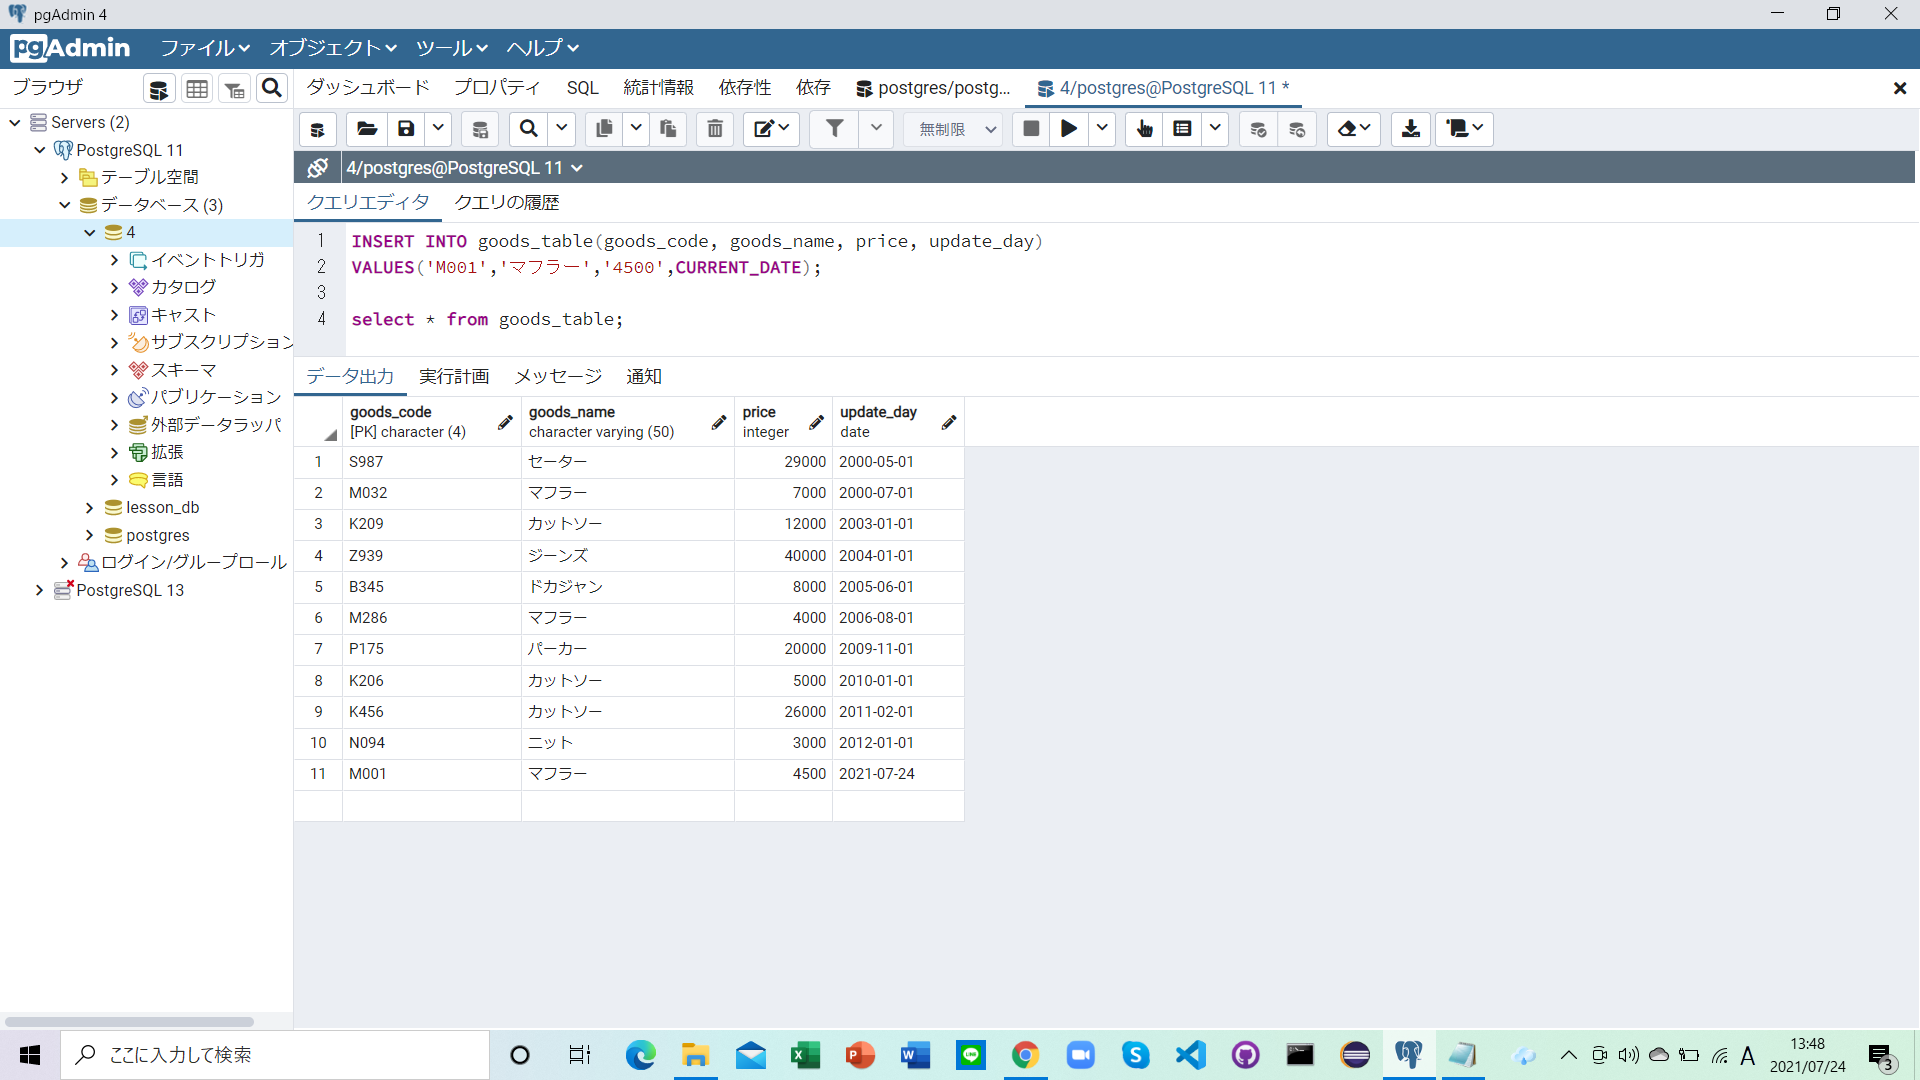 pgAdmin 4
pgAdmin ファイル オブジェクト ツール ヘルプ
ブラウザ
ダッシュボード プロパティ SQL 統計情報 依存性 依存 postgres/postg... 4/postgres@PostgreSQL 11 *
Servers (2)
PostgreSQL 11
テーブル空間
データベース (3)
4
イベントトリガ
カタログ
キャスト
サブスクリプション
スキーマ
パブリケーション
外部データラッパ
拡張
言語
lesson_db
postgres
ログイン/グループロール
PostgreSQL 13
無制限
4/postgres@PostgreSQL 11
クエリエディタ クエリの履歴
1 INSERT INTO goods_table(goods_code, goods_name, price, update_day)
2 VALUES('M001','マフラー','4500',CURRENT_DATE);
3
4 select * from goods_table;
データ出力 実行計画 メッセージ 通知
goods_code goods_name price update_day
[PK] character (4) character varying (50) integer date
1 S987 セーター 29000 2000-05-01
2 M032 マフラー 7000 2000-07-01
3 K209 カットソー 12000 2003-01-01
4 Z939 ジーンズ 40000 2004-01-01
5 B345 ドカジャン 8000 2005-06-01
6 M286 マフラー 4000 2006-08-01
7 P175 パーカー 20000 2009-11-01
8 K206 カットソー 5000 2010-01-01
9 K456 カットソー 26000 2011-02-01
10 N094 ニット 3000 2012-01-01
11 M001 マフラー 4500 2021-07-24
ここに入力して検索
A
13:48
2021/07/24
3